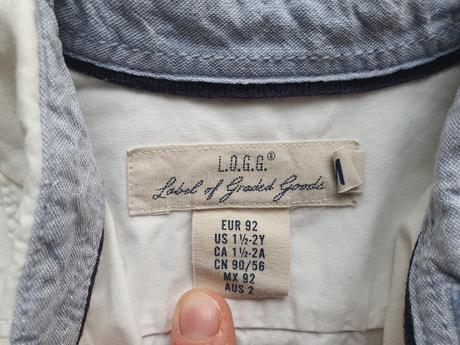 L.O.G.G.®
Label of Graded Goods
EUR 92
US 1½-2Y
CA 1½-2A
CN 90/56
MX 92
AUS 2